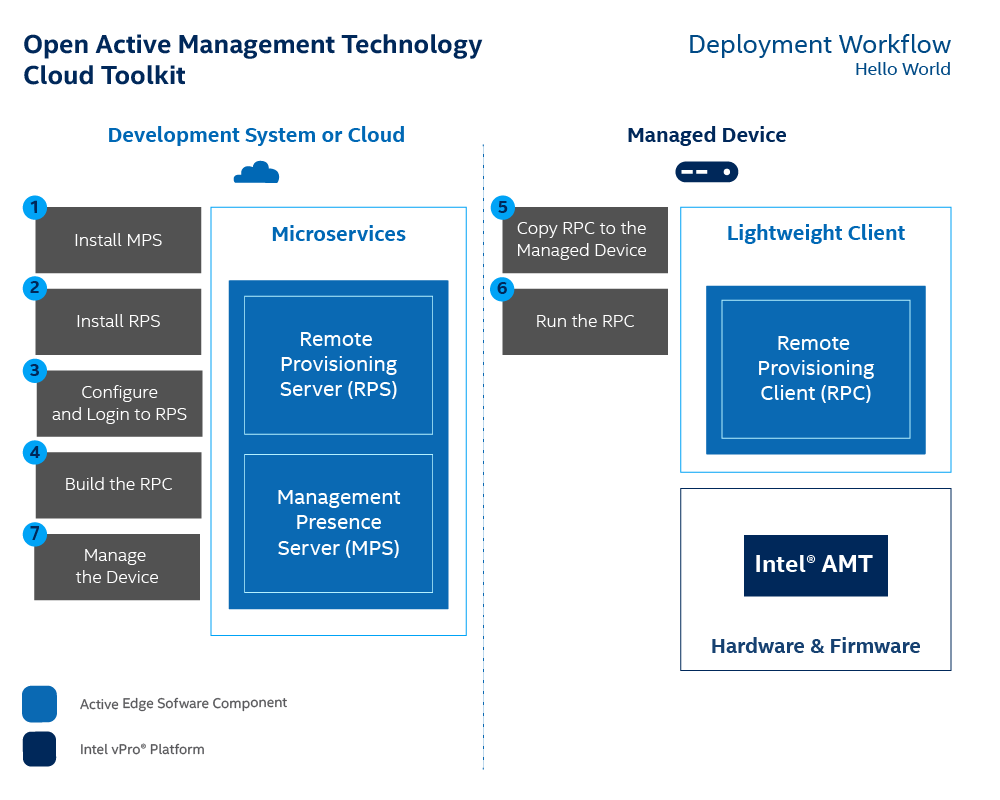 Open Active Management Technology
Cloud Toolkit
Deployment Workflow
Hello World
Development System or Cloud
1
Install MPS
2
Install RPS
3
Configure
and Login to RPS
4
Build the RPC
7
Manage
the Device
Microservices
Remote
Provisioning
Server (RPS)
Management
Presence
Server (MPS)
Managed Device
5
Copy RPC to the
Managed Device
6
Run the RPC
Lightweight Client
Remote
Provisioning
Client (RPC)
Intel® AMT
Hardware & Firmware
Active Edge Sofware Component
Intel vPro® Platform